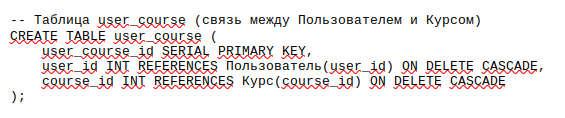 -- Таблица user_course (связь между Пользователем и Курсом)
CREATE TABLE user_course (
    user_course_id SERIAL PRIMARY KEY,
    user_id INT REFERENCES Пользователь(user_id) ON DELETE CASCADE,
    course_id INT REFERENCES Курс(course_id) ON DELETE CASCADE
);